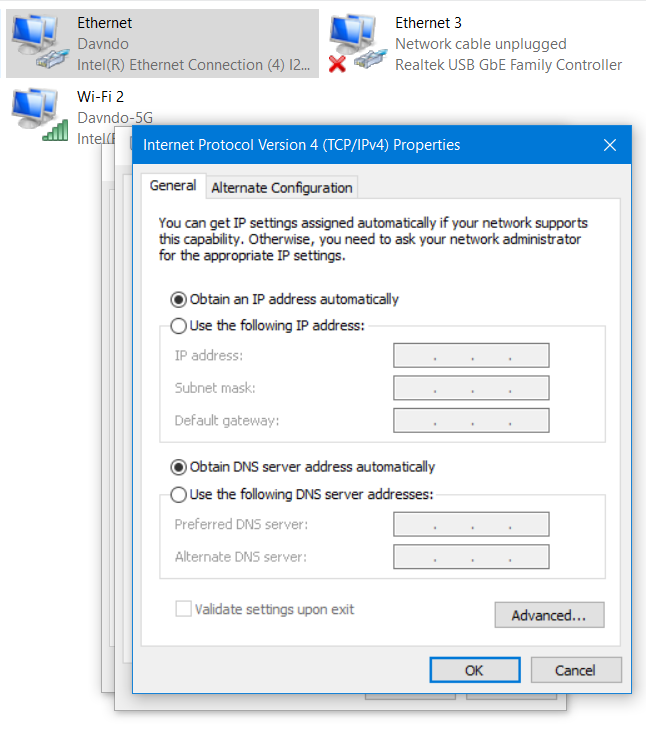 Ethernet
Davndo
Intel(R) Ethernet Connection (4) I2...
Ethernet 3
Network cable unplugged
Realtek USB GbE Family Controller
Wi-Fi 2
Davndo-5G
Intel(
Internet Protocol Version 4 (TCP/IPv4) Properties
General
Alternate Configuration
You can get IP settings assigned automatically if your network supports
this capability. Otherwise, you need to ask your network administrator
for the appropriate IP settings.
Obtain an IP address automatically
Use the following IP address:
IP address:
Subnet mask:
Default gateway:
Obtain DNS server address automatically
Use the following DNS server addresses:
Preferred DNS server:
Alternate DNS server:
Validate settings upon exit
Advanced...
OK
Cancel